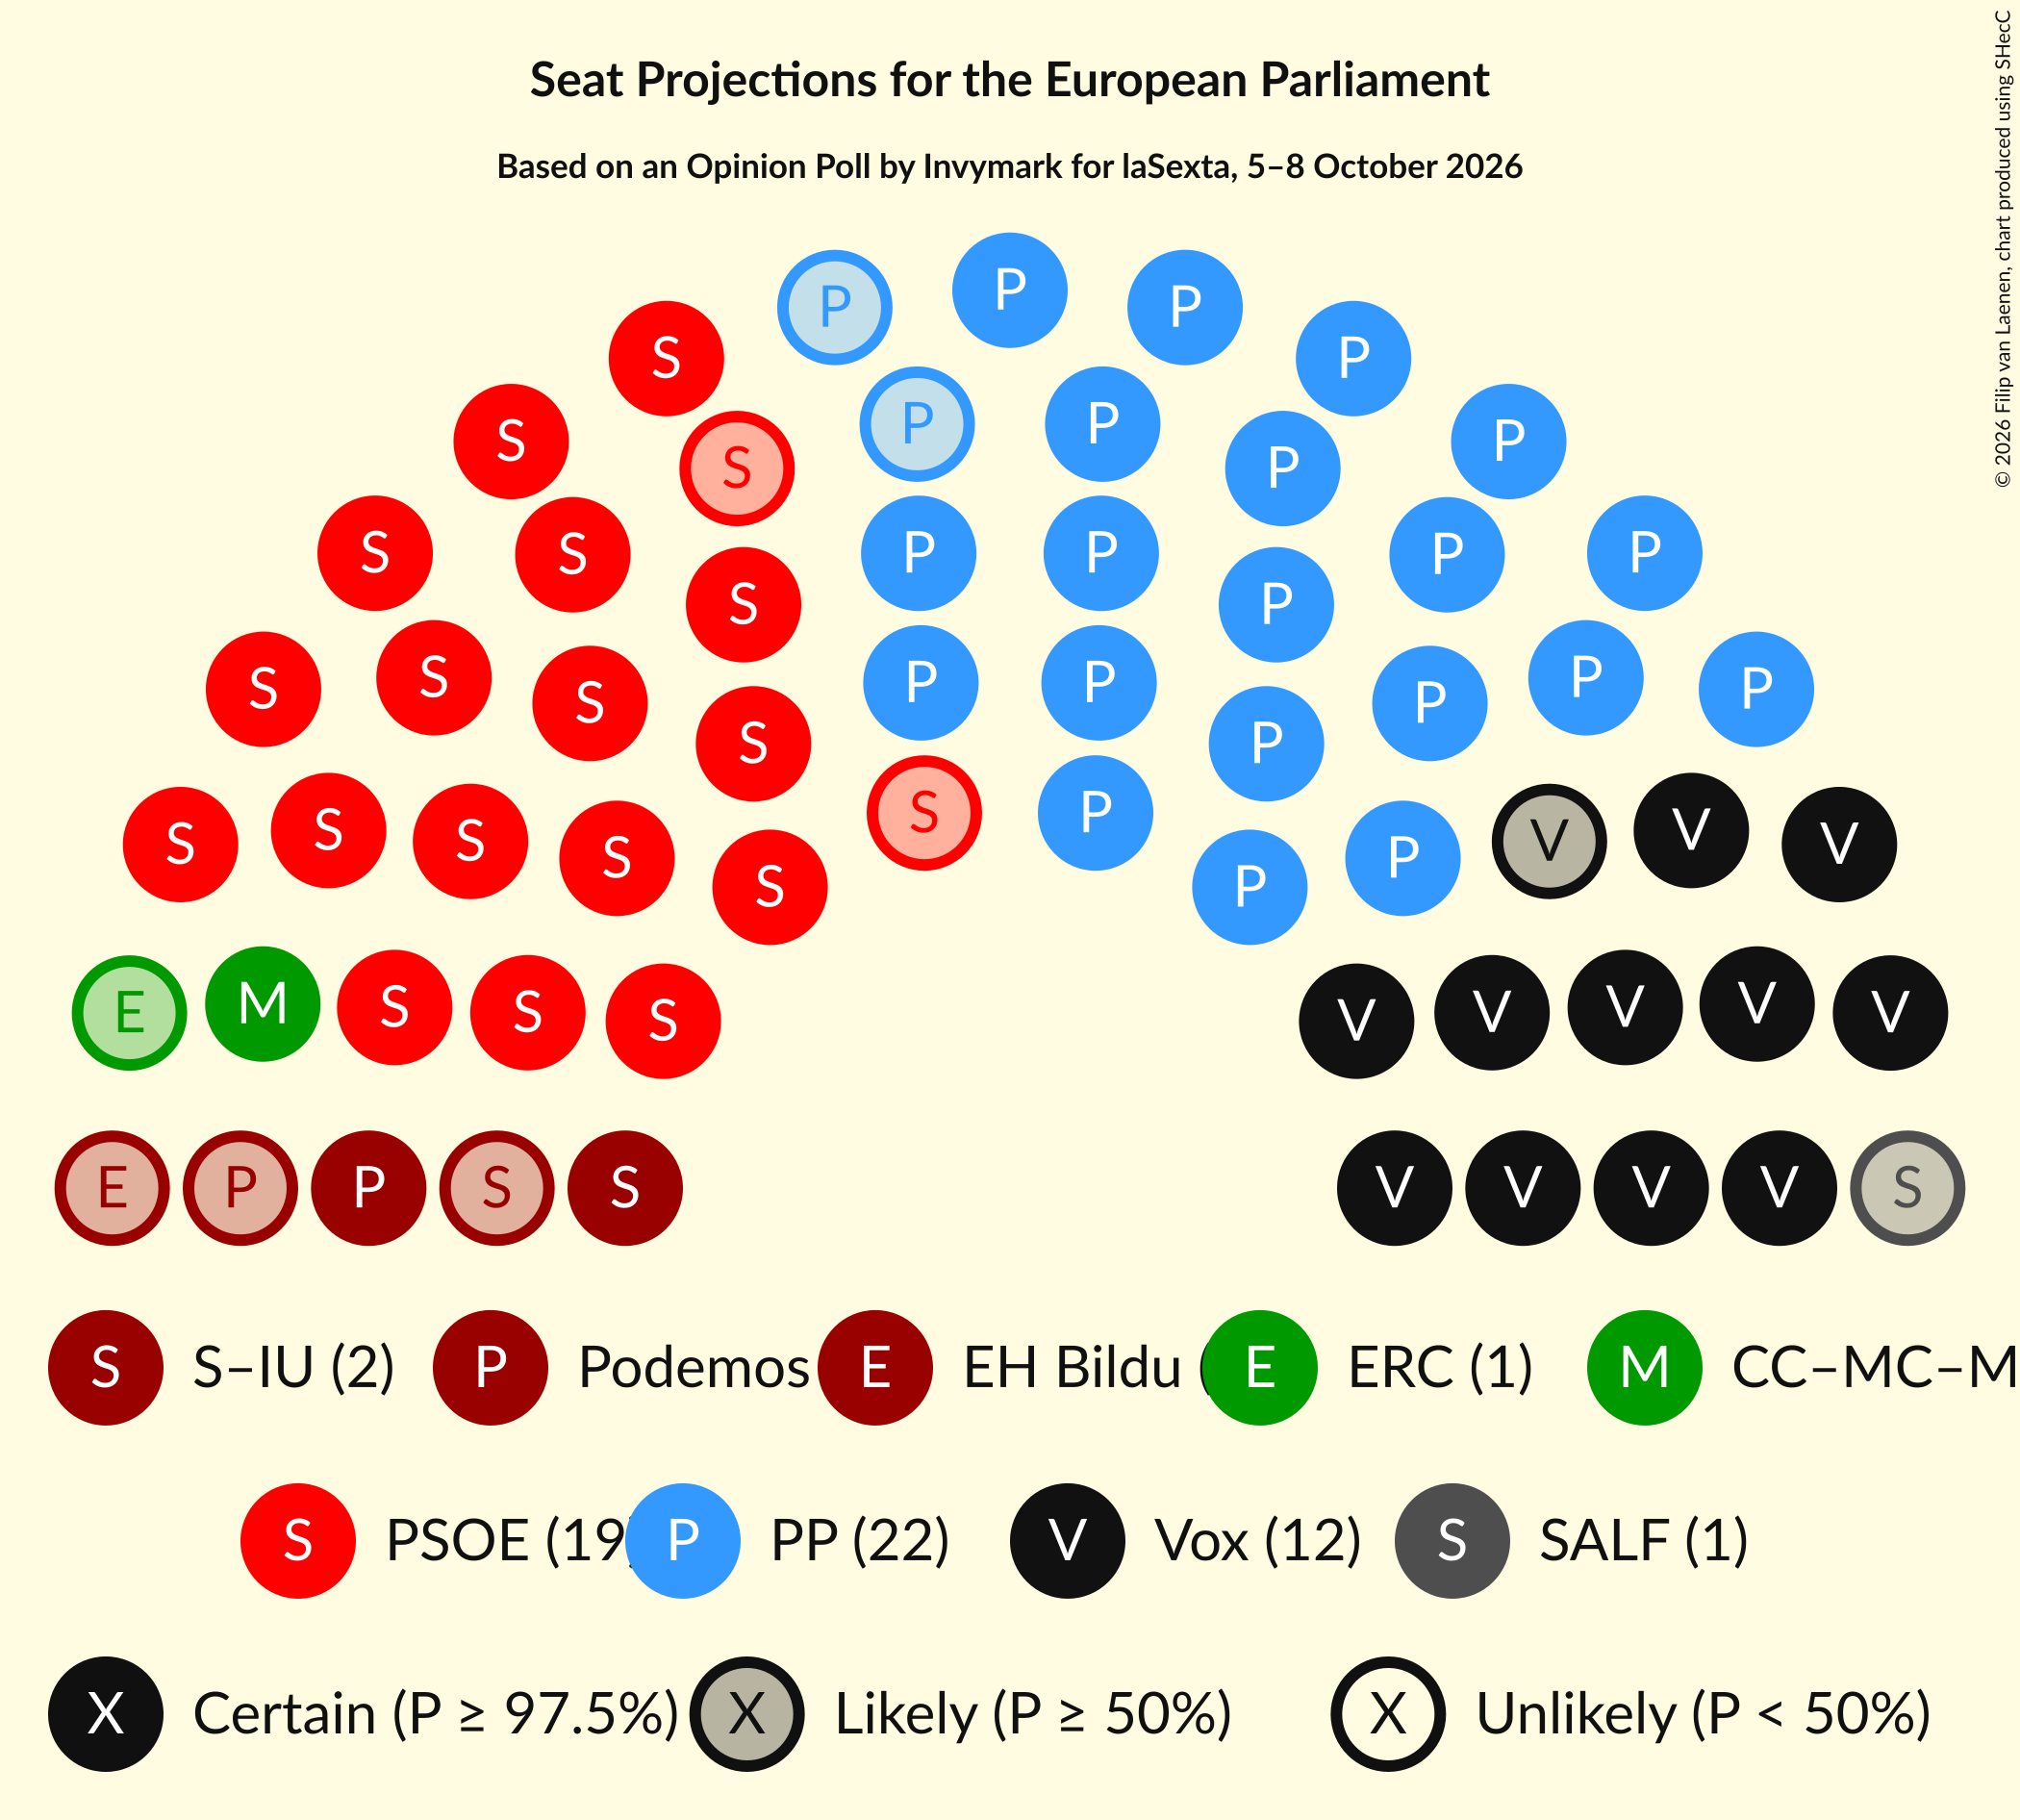 Seat Projections for the European Parliament
Based on an Opinion Poll by Invymark for laSexta, 5–8 October 2026
© 2026 Filip van Laenen, chart produced using SHecC
P
P P
S P
S P
S P
P P
S P
S P
S S P P
P P
S P
S P
S P
P P
S P
S P
S P
S P
S V
S V
S V
S P
S P
E V
M V
S V
S V
S V
E P P S S V V V V S
S S–IU (2) P Podemos E EH Bildu ( E ERC (1) M CC–MC–M
S PSOE (19 P PP (22) V Vox (12) S SALF (1)
X Certain (P ≥ 97.5%) X Likely (P ≥ 50%) X Unlikely (P < 50%)